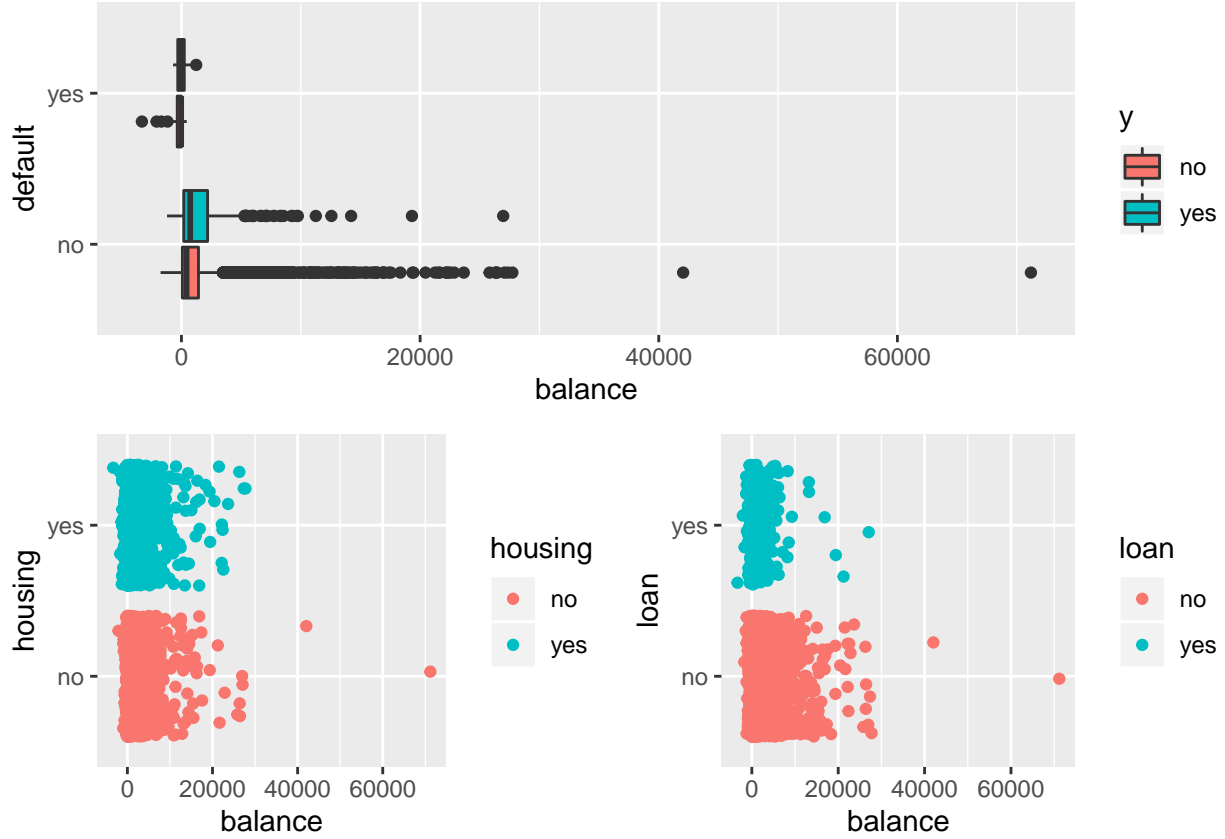 default
yes
no
0
20000
40000
60000
balance
y
no
yes
housing
yes
no
0
20000
40000
60000
balance
housing
no
yes
loan
yes
no
0
20000
40000
60000
balance
loan
no
yes